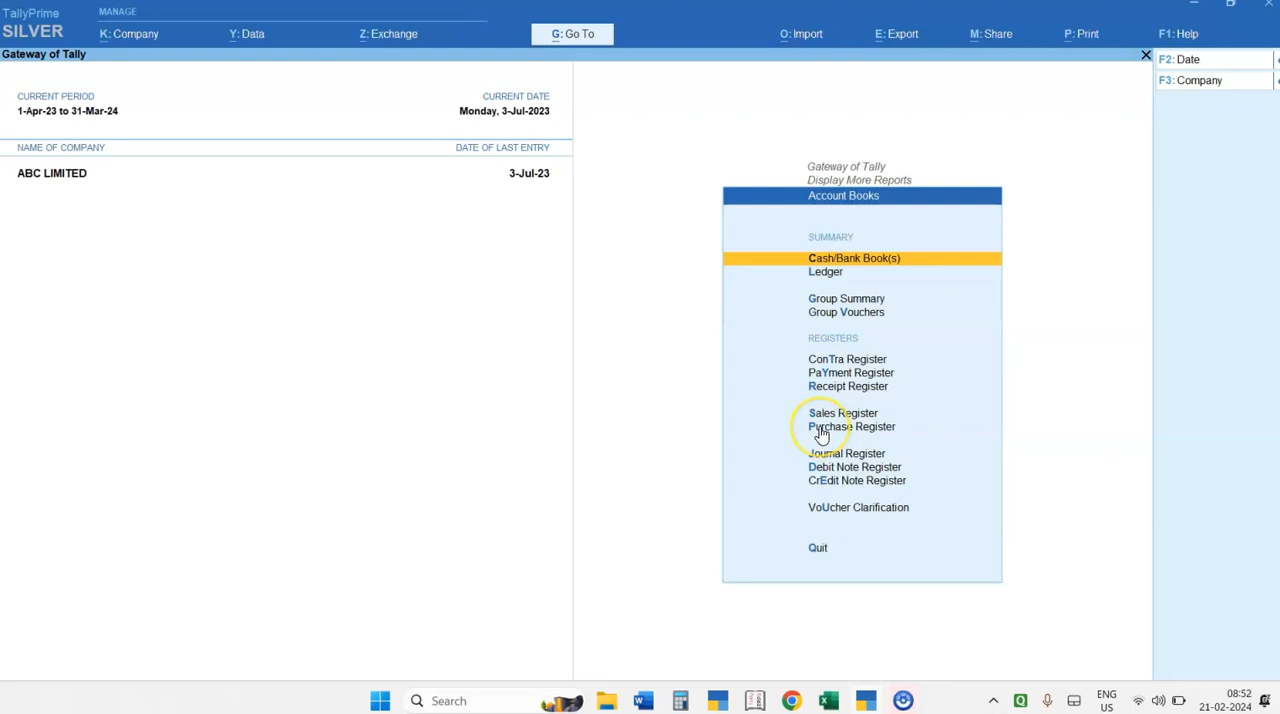 TallyPrime
SILVER
MANAGE
K: Company
Y: Data
Z: Exchange
G: Go To
O: Import
E: Export
M: Share
P: Print
F1: Help
Gateway of Tally
F2: Date
F3: Company
CURRENT PERIOD
CURRENT DATE
1-Apr-23 to 31-Mar-24
Monday, 3-Jul-2023
NAME OF COMPANY
DATE OF LAST ENTRY
ABC LIMITED
3-Jul-23
Gateway of Tally
Display More Reports
Account Books
SUMMARY
Cash/Bank Book(s)
Ledger
Group Summary
Group Vouchers
REGISTERS
ConTra Register
PaYment Register
Receipt Register
Sales Register
Purchase Register
Journal Register
Debit Note Register
CrEdit Note Register
VoUcher Clarification
Quit
Search
ENG
US
08:52
21-02-2024